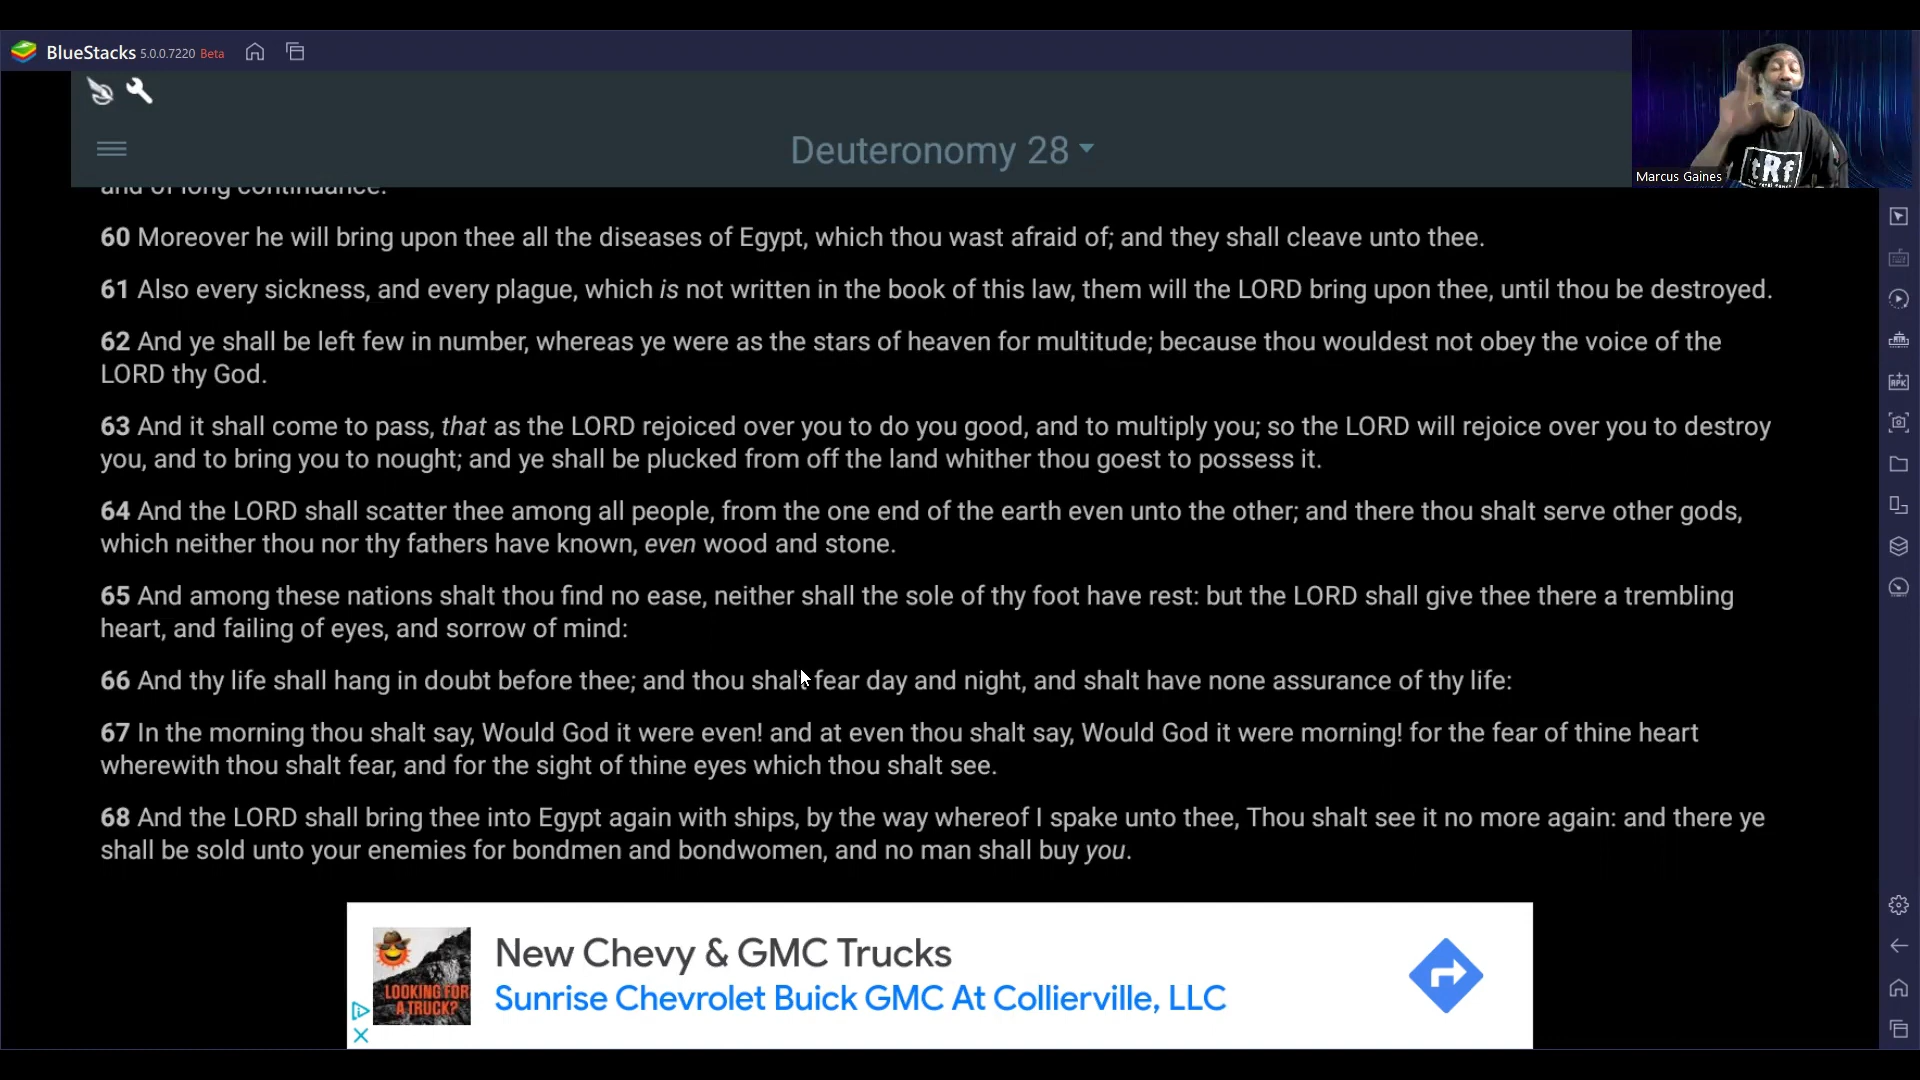 BlueStacks 5.0.0.7220 Beta
Deuteronomy 28
Marcus Gaines
tRf
and of long continuance.
60 Moreover he will bring upon thee all the diseases of Egypt, which thou wast afraid of; and they shall cleave unto thee.
61 Also every sickness, and every plague, which is not written in the book of this law, them will the LORD bring upon thee, until thou be destroyed.
62 And ye shall be left few in number, whereas ye were as the stars of heaven for multitude; because thou wouldest not obey the voice of the
LORD thy God.
63 And it shall come to pass, that as the LORD rejoiced over you to do you good, and to multiply you; so the LORD will rejoice over you to destroy
you, and to bring you to nought; and ye shall be plucked from off the land whither thou goest to possess it.
64 And the LORD shall scatter thee among all people, from the one end of the earth even unto the other; and there thou shalt serve other gods,
which neither thou nor thy fathers have known, even wood and stone.
65 And among these nations shalt thou find no ease, neither shall the sole of thy foot have rest: but the LORD shall give thee there a trembling
heart, and failing of eyes, and sorrow of mind:
66 And thy life shall hang in doubt before thee; and thou shalt fear day and night, and shalt have none assurance of thy life:
67 In the morning thou shalt say, Would God it were even! and at even thou shalt say, Would God it were morning! for the fear of thine heart
wherewith thou shalt fear, and for the sight of thine eyes which thou shalt see.
68 And the LORD shall bring thee into Egypt again with ships, by the way whereof I spake unto thee, Thou shalt see it no more again: and there ye
shall be sold unto your enemies for bondmen and bondwomen, and no man shall buy you.
LOOKING FOR
A TRUCK?
New Chevy & GMC Trucks
Sunrise Chevrolet Buick GMC At Collierville, LLC